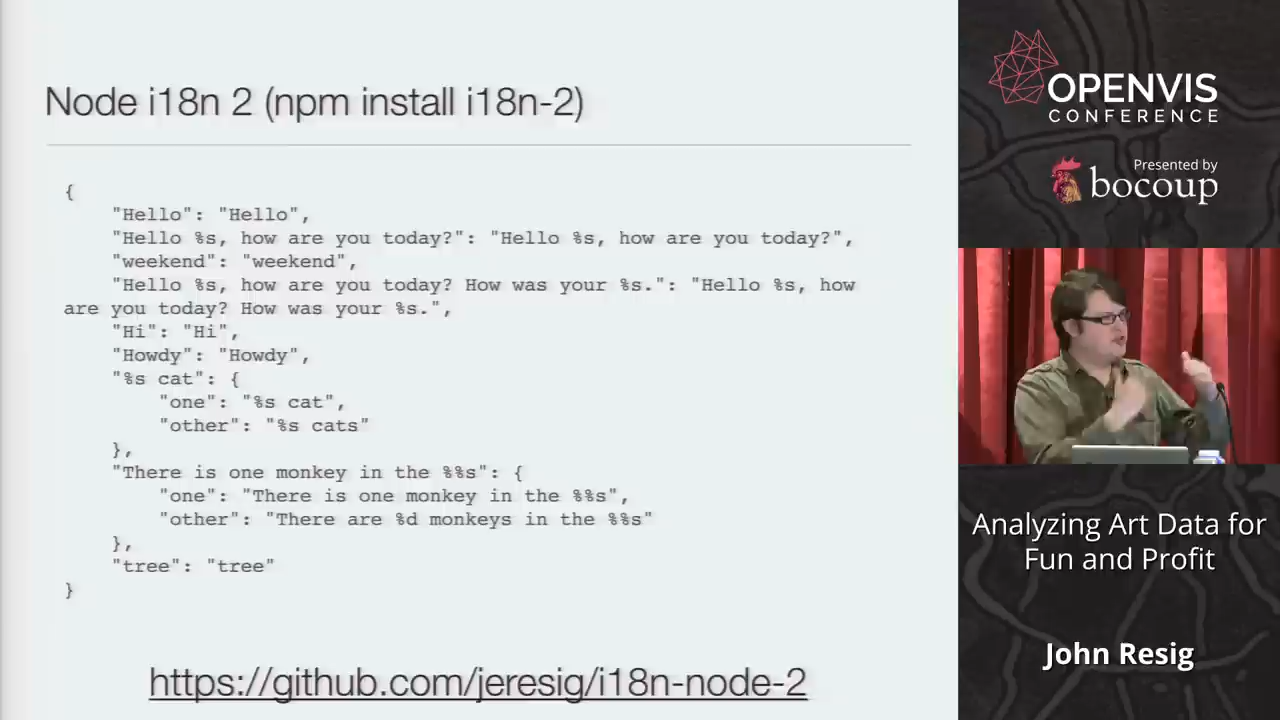 Node i18n 2 (npm install i18n-2)
{
"Hello": "Hello",
"Hello %s, how are you today?": "Hello %s, how are you today?",
"weekend": "weekend",
"Hello %s, how are you today? How was your %s.": "Hello %s, how
are you today? How was your %s.",
"Hi": "Hi",
"Howdy": "Howdy",
"%s cat": {
"one": "%s cat",
"other": "%s cats"
},
"There is one monkey in the %%s": {
"one": "There is one monkey in the %%s",
"other": "There are %d monkeys in the %%s"
},
"tree": "tree"
}
https://github.com/jeresig/i18n-node-2
OPENVIS
CONFERENCE
Presented by
bocoup
Analyzing Art Data for
Fun and Profit
John Resig